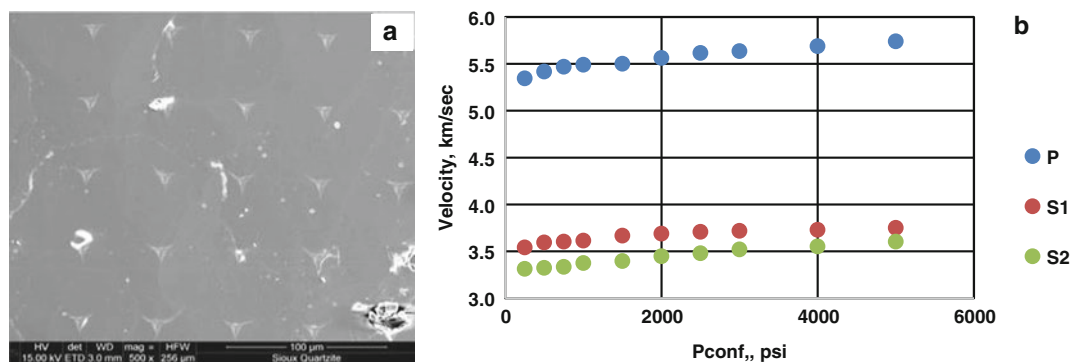 a
HV det WD mag = HFW 100 µm
15.00 kV ETD 3.0 mm 500 x 256 µm Sioux Quartzite
b
6.0
5.5
5.0
4.5
4.0
3.5
3.0
Velocity, km/sec
0 2000 4000 6000
Pconf,, psi
P
S1
S2